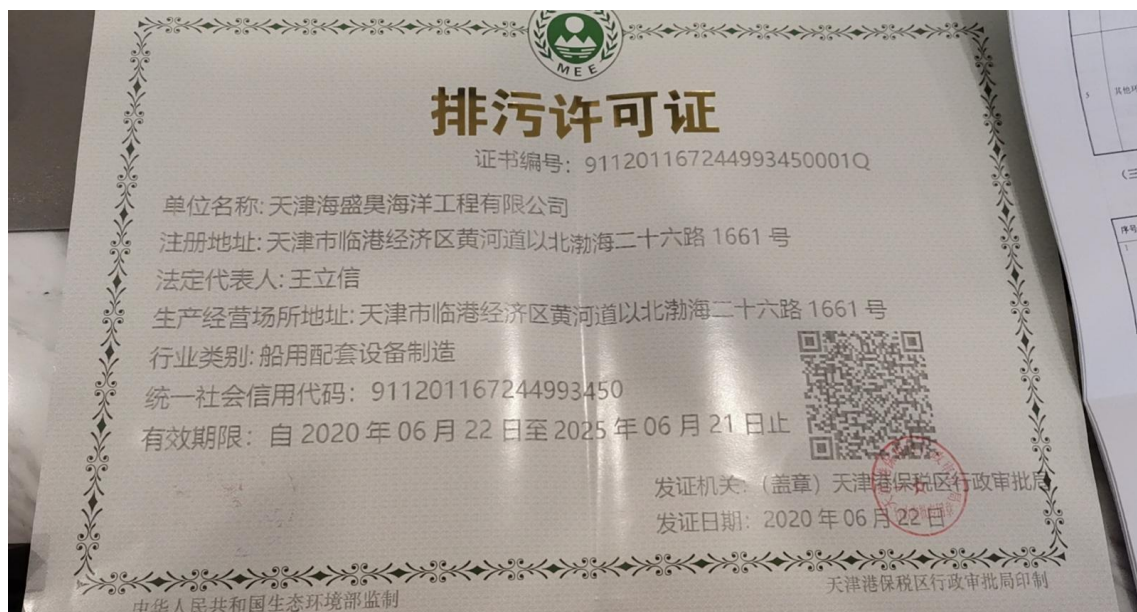 MEE
排污许可证
证书编号：911201167244993450001Q
单位名称:天津海盛昊海洋工程有限公司
注册地址:天津市临港经济区黄河道以北渤海二十六路 1661 号
法定代表人:王立信
生产经营场所地址:天津市临港经济区黄河道以北渤海二十六路 1661 号
行业类别:船用配套设备制造
统一社会信用代码：911201167244993450
有效期限：自 2020 年 06 月 22 日至 2025 年 06 月 21 日止
发证机关：（盖章）天津港保税区行政审批局
发证日期：2020 年 06 月 22 日
中华人民共和国生态环境部监制
天津港保税区行政审批局印制
3
其他环
（三
序号
1